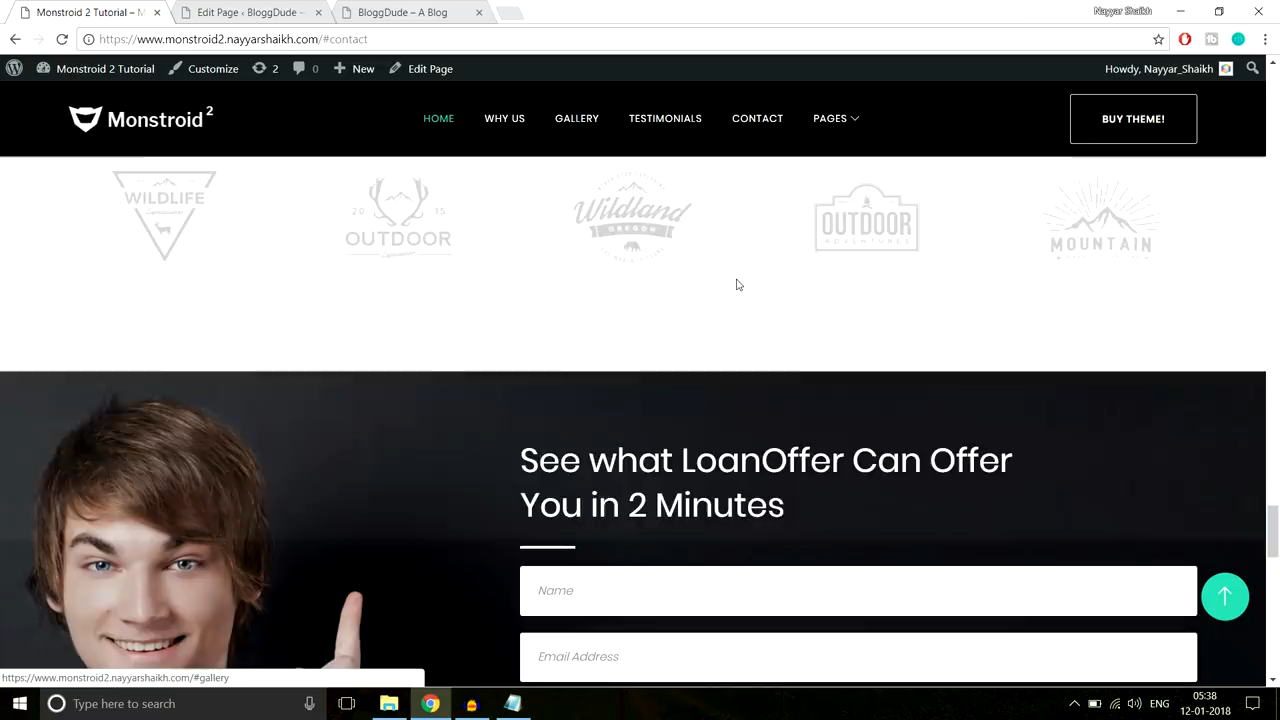 Monstroid 2 Tutorial – M
Edit Page ‹ BloggDude –
BloggDude – A Blog
Nayyar Shaikh
https://www.monstroid2.nayyarshaikh.com/#contact
Monstroid 2 Tutorial
Customize
2
0
New
Edit Page
Howdy, Nayyar_Shaikh
Monstroid 2
HOME
WHY US
GALLERY
TESTIMONIALS
CONTACT
PAGES
BUY THEME!
WILDLIFE
20 15
OUTDOOR
Wildland
OREGON
OUTDOOR
ADVENTURES
MOUNTAIN
See what LoanOffer Can Offer
You in 2 Minutes
Name
Email Address
https://www.monstroid2.nayyarshaikh.com/#gallery
Type here to search
ENG
05:38
12-01-2018